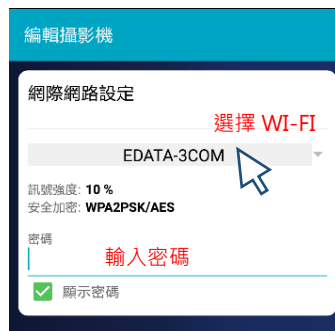 編輯攝影機
網際網路設定
選擇 WI-FI
EDATA-3COM
訊號強度: 10 %
安全加密: WPA2PSK/AES
密碼
輸入密碼
顯示密碼